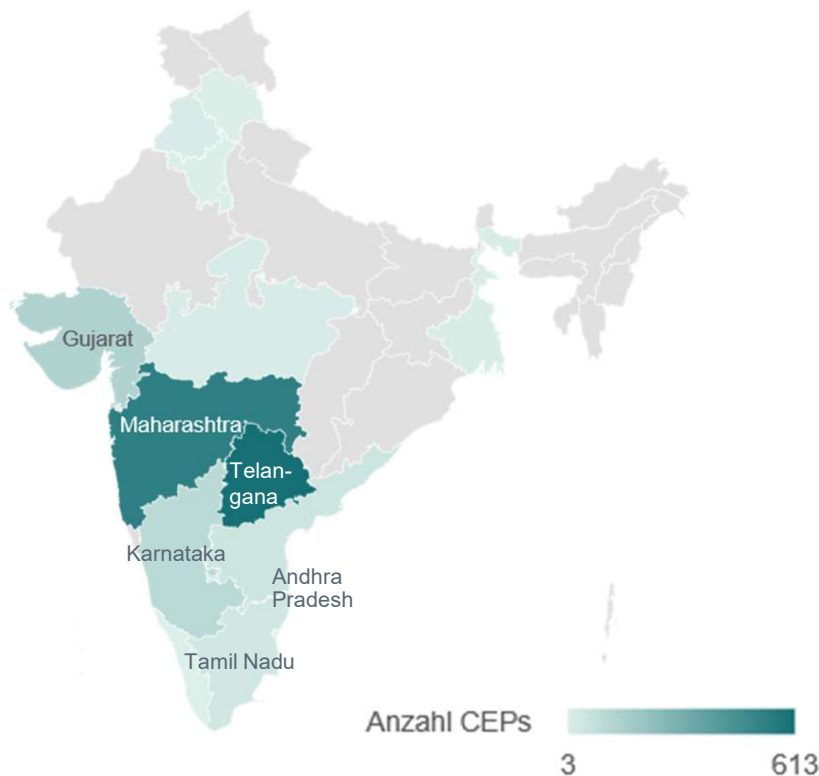 Gujarat
Maharashtra
Telan-
gana
Karnataka
Andhra
Pradesh
Tamil Nadu
Anzahl CEPs
3 613